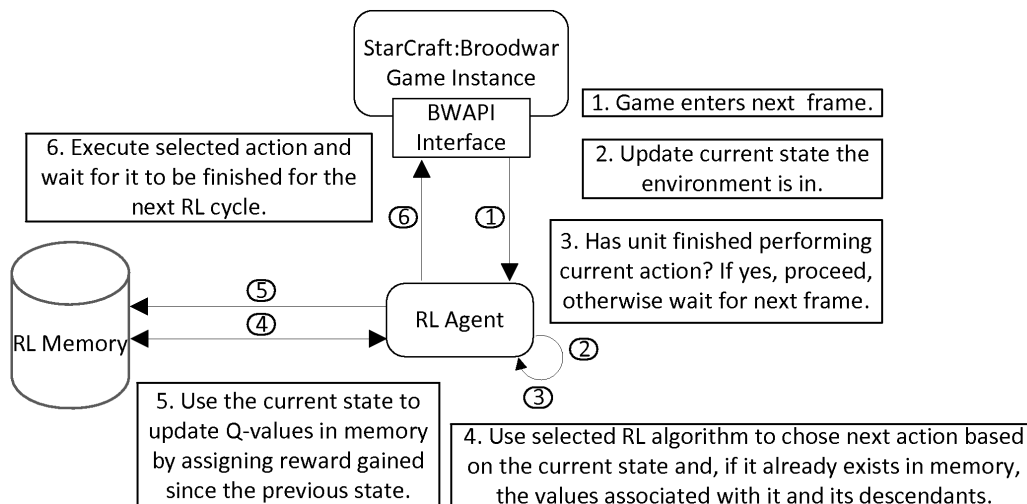 StarCraft:Broodwar
Game Instance
BWAPI
Interface
1. Game enters next frame.
2. Update current state the
environment is in.
3. Has unit finished performing
current action? If yes, proceed,
otherwise wait for next frame.
6. Execute selected action and
wait for it to be finished for the
next RL cycle.
6
1
5
4
RL Memory
RL Agent
2
3
5. Use the current state to
update Q-values in memory
by assigning reward gained
since the previous state.
4. Use selected RL algorithm to chose next action based
on the current state and, if it already exists in memory,
the values associated with it and its descendants.